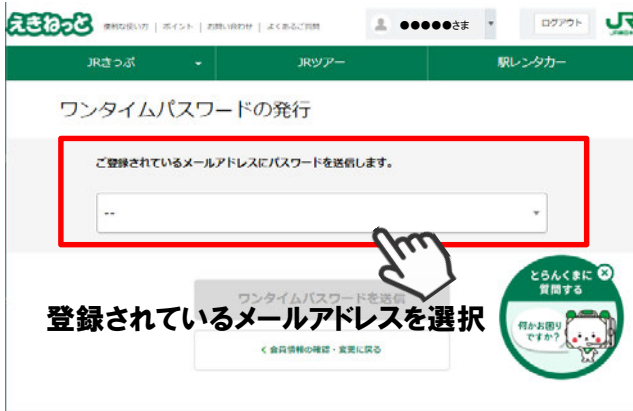 えきねっと 便利な使い方 | ポイント | お問い合わせ | よくあるご質問 ●●●●●さま ログアウト JR
JRきっぷ JRツアー 駅レンタカー
ワンタイムパスワードの発行
ご登録されているメールアドレスにパスワードを送信します。
--
ワンタイムパスワードを送信
登録されているメールアドレスを選択
< 会員情報の確認・変更に戻る
とらんくまに
質問する
何かお困り
ですか?